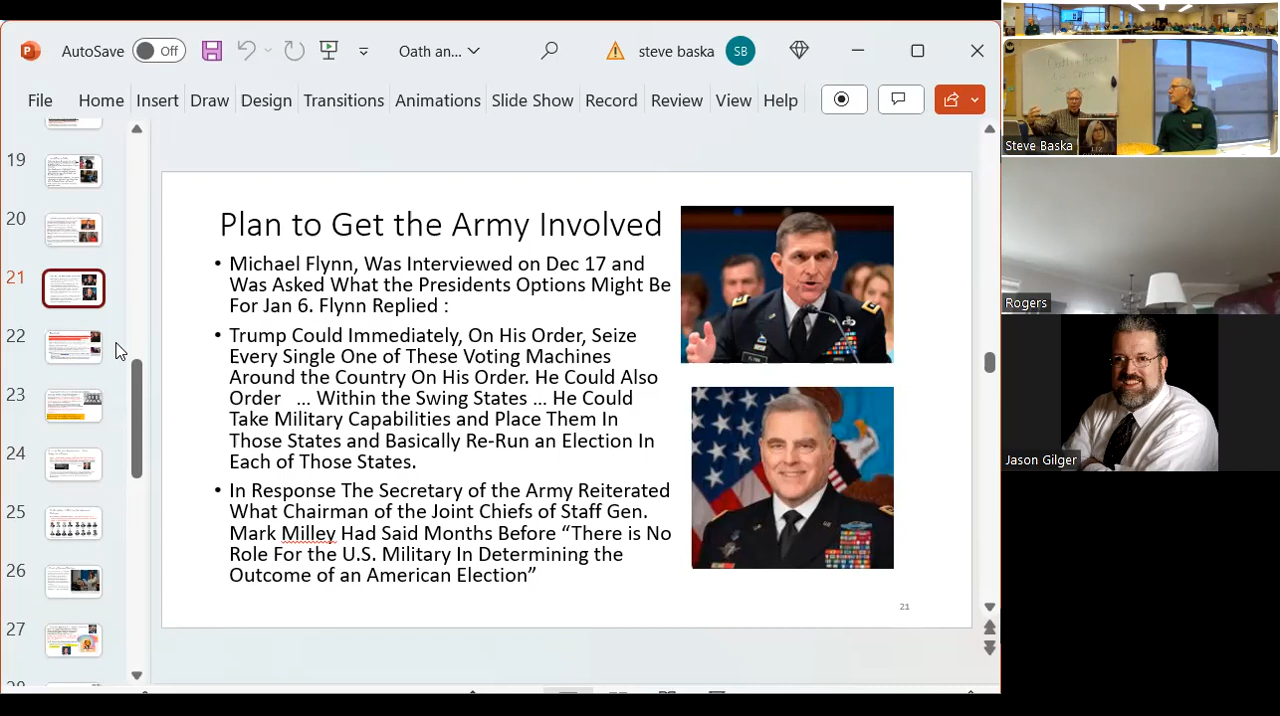 AutoSave Off Oath an... steve baska SB
File Home Insert Draw Design Transitions Animations Slide Show Record Review View Help
19
20
21
22
23
24
25
26
27
Plan to Get the Army Involved
• Michael Flynn, Was Interviewed on Dec 17 and
Was Asked What the Presidents Options Might Be
For Jan 6. Flynn Replied :
• Trump Could Immediately, On His Order, Seize
Every Single One of These Voting Machines
Around the Country On His Order. He Could Also
Order ... Within the Swing States ... He Could
Take Military Capabilities and Place Them In
Those States and Basically Re-Run an Election In
Each of Those States.
• In Response The Secretary of the Army Reiterated
What Chairman of the Joint Chiefs of Staff Gen.
Mark Milley Had Said Months Before “There is No
Role For the U.S. Military In Determining the
Outcome of an American Election”
21
LIZ
Steve Baska
Rogers
Jason Gilger